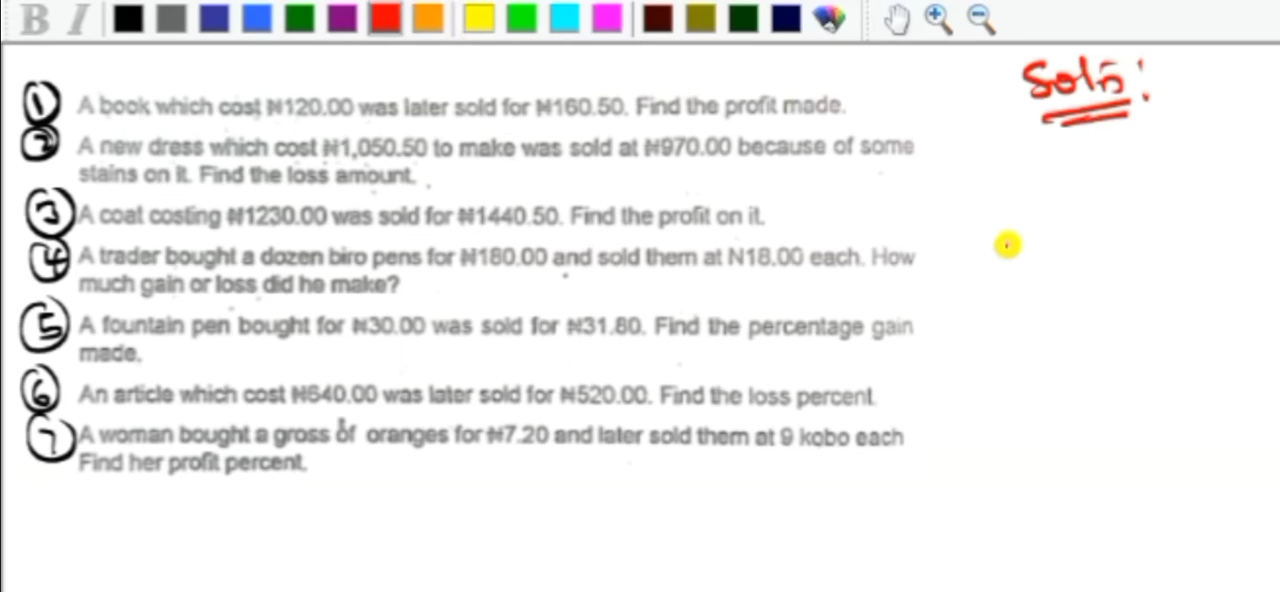 B I
Soln:
① A book which cost ₦120.00 was later sold for ₦160.50. Find the profit made.
② A new dress which cost ₦1,050.50 to make was sold at ₦970.00 because of some
stains on it. Find the loss amount.
③ A coat costing ₦1230.00 was sold for ₦1440.50. Find the profit on it.
④ A trader bought a dozen biro pens for ₦180.00 and sold them at N18.00 each. How
much gain or loss did he make?
⑤ A fountain pen bought for ₦30.00 was sold for ₦31.80. Find the percentage gain
made.
⑥ An article which cost ₦640.00 was later sold for ₦520.00. Find the loss percent.
⑦ A woman bought a gross of oranges for ₦7.20 and later sold them at 9 kobo each
Find her profit percent.